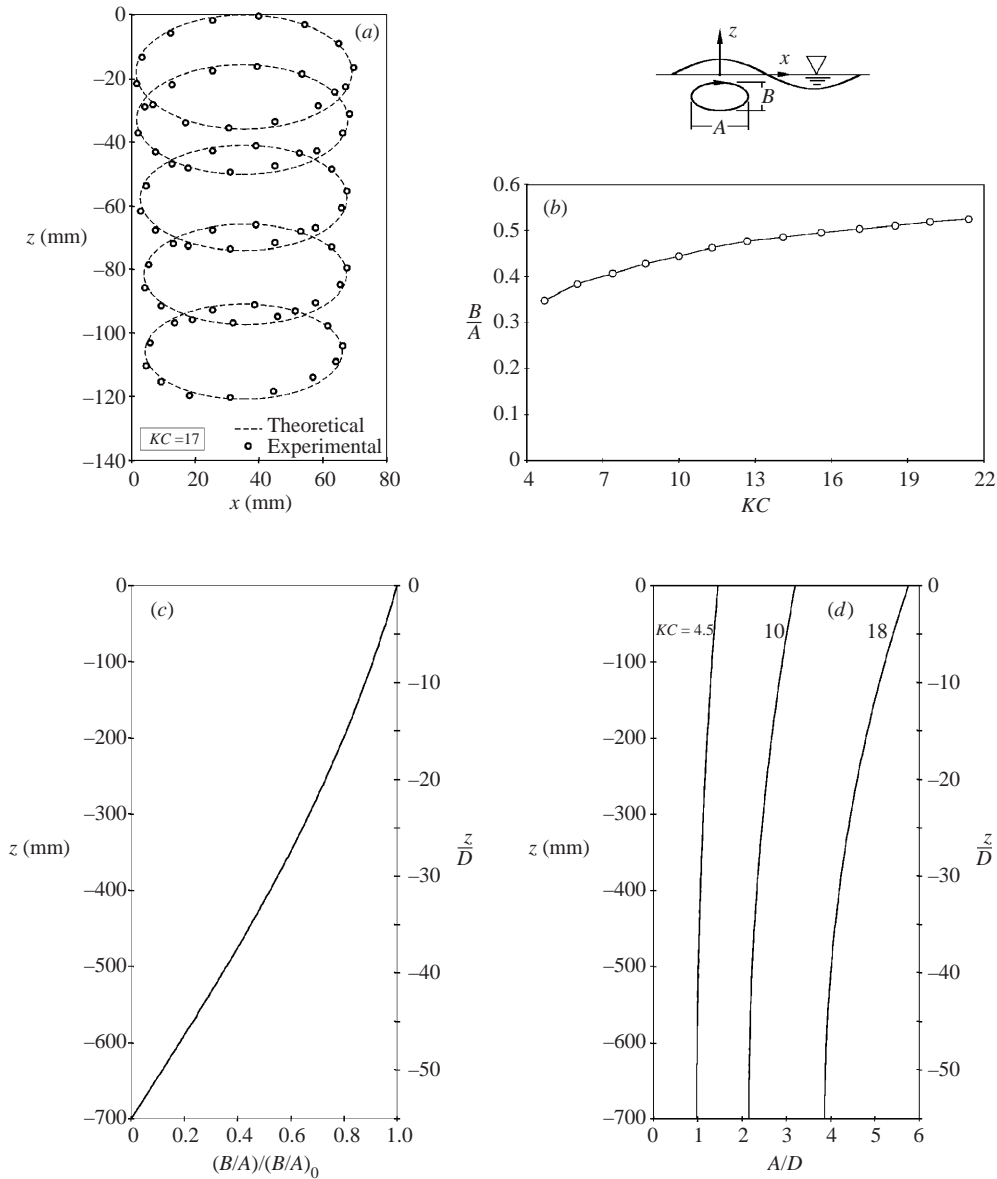 (a)
0
–20
–40
–60
–80
–100
–120
–140
z (mm)
KC =17
Theoretical
Experimental
0 20 40 60 80
x (mm)
z
x
B
A
(b)
0.6
0.5
0.4
0.3
0.2
0.1
0
B/A
4 7 10 13 16 19 22
KC
(c)
0
–100
–200
–300
–400
–500
–600
–700
z (mm)
0
–10
–20
–30
–40
–50
z/D
0 0.2 0.4 0.6 0.8 1.0
(B/A)/(B/A)0
(d)
KC = 4.5 10 18
0
–100
–200
–300
–400
–500
–600
–700
z (mm)
0
–10
–20
–30
–40
–50
z/D
0 1 2 3 4 5 6
A/D